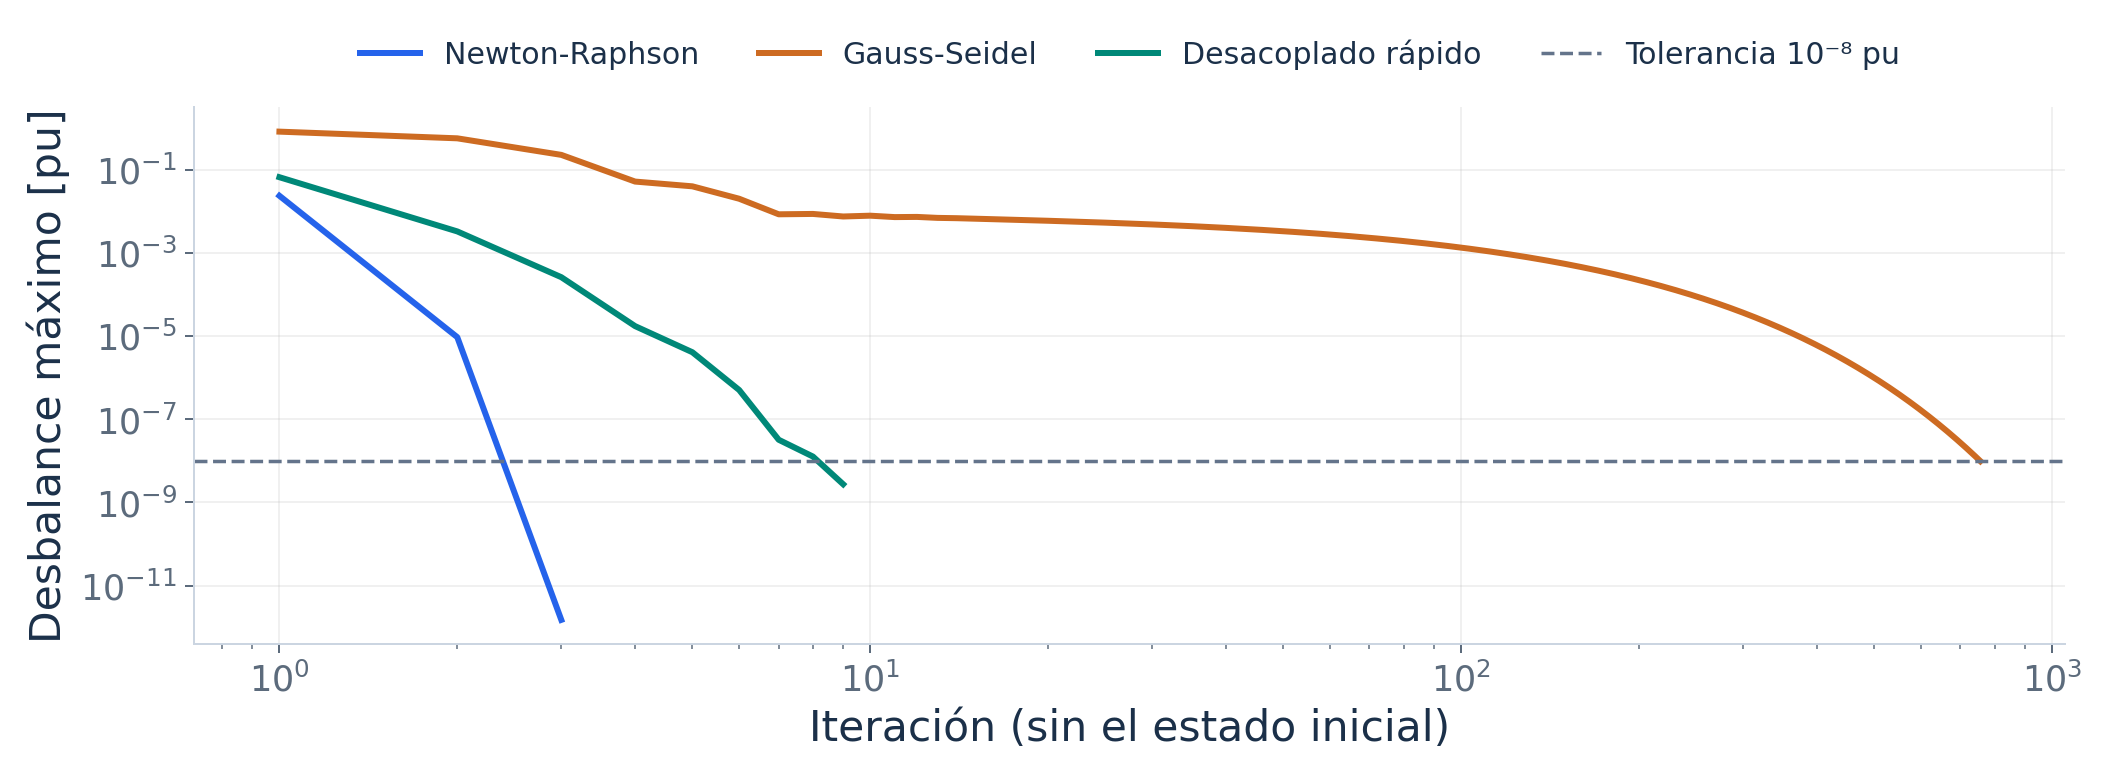 Newton-Raphson Gauss-Seidel Desacoplado rápido Tolerancia 10⁻⁸ pu
Desbalance máximo [pu]
10⁻¹
10⁻³
10⁻⁵
10⁻⁷
10⁻⁹
10⁻¹¹
10⁰ 10¹ 10² 10³
Iteración (sin el estado inicial)